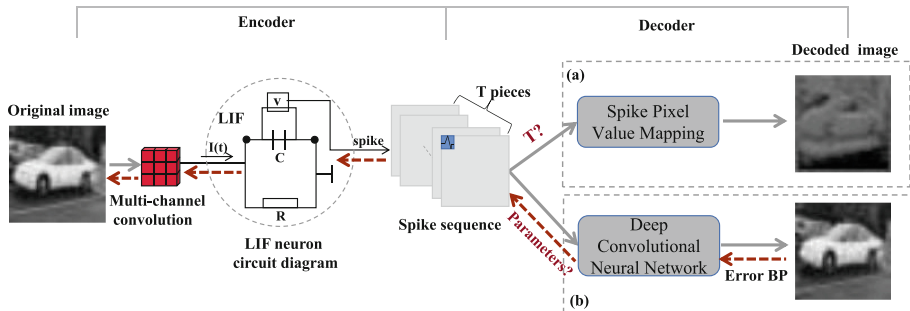 Encoder
Decoder
Decoded image
(a)
T pieces
Original image
LIF
V
I(t)
C
spike
T?
Spike Pixel
Value Mapping
Multi-channel
convolution
R
LIF neuron
circuit diagram
Spike sequence
Parameters?
Deep
Convolutional
Neural Network
Error BP
(b)